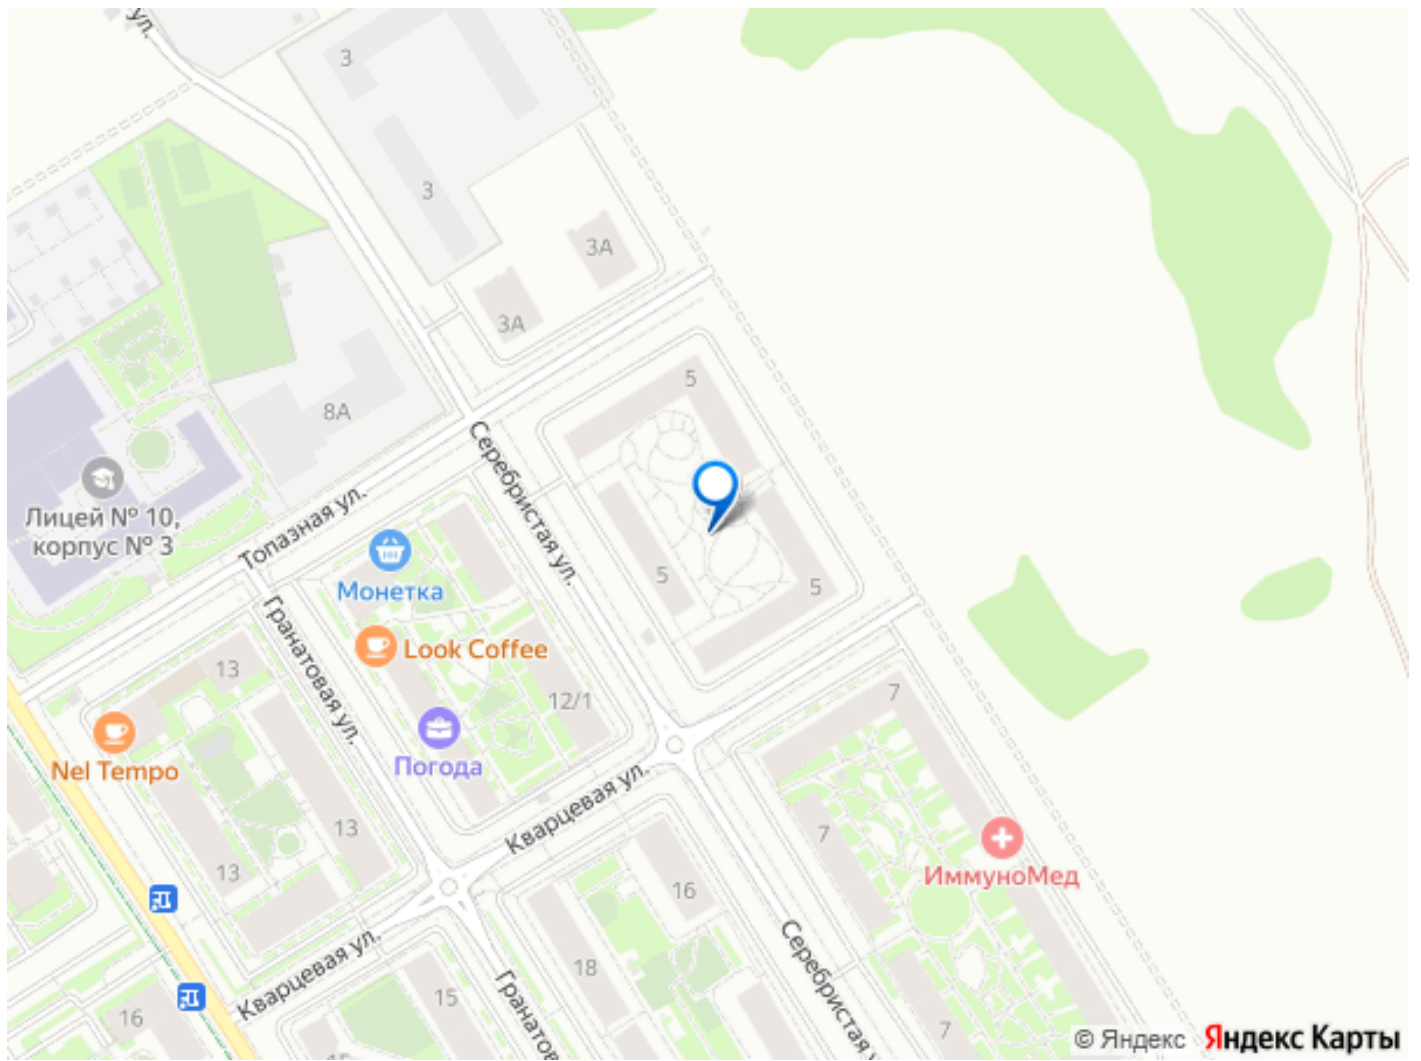 ул.
3
3
3А
3А
5
8А
Серебристая ул.
Лицей № 10,
корпус № 3
Топазная ул.
Монетка
5
5
Гранатовая ул.
Look Coffee
13
12/1
7
Nel Tempo
Погода
Кварцевая ул.
13
7
13
ИммуноМед
16
Кварцевая ул.
Серебристая у
18
15
Гранатов
16
7
© Яндекс Яндекс Карты